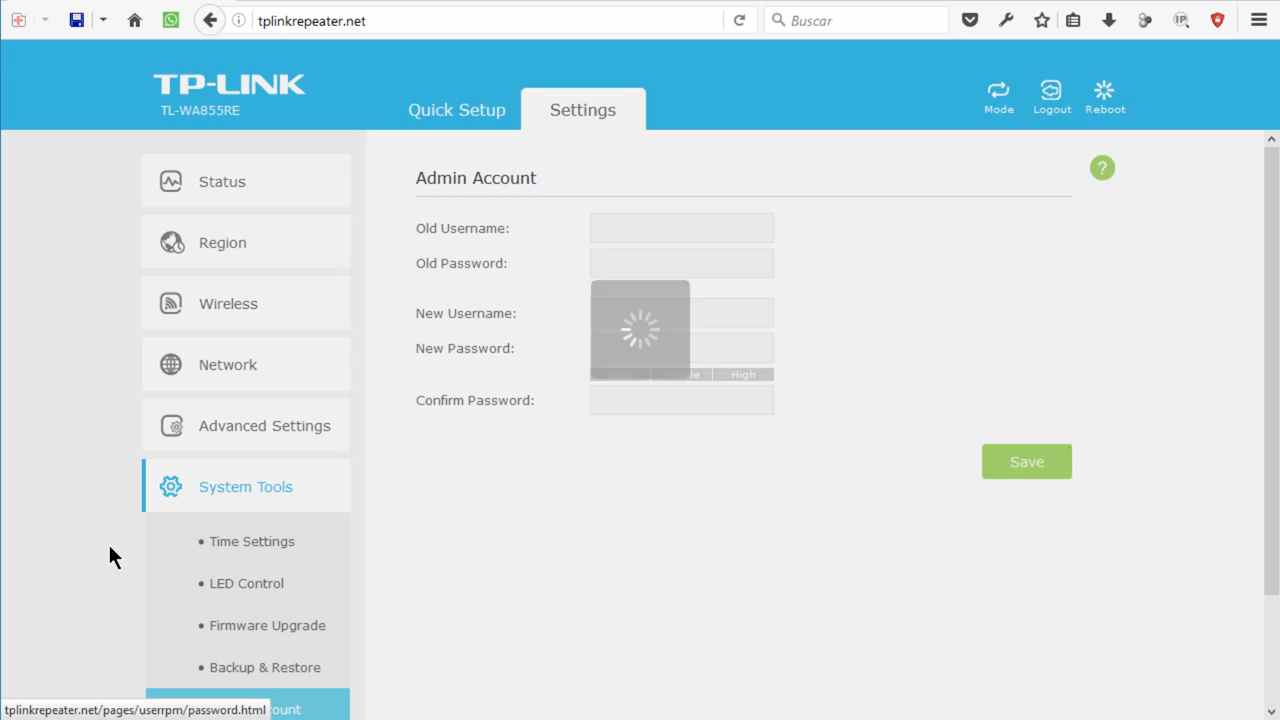 tplinkrepeater.net
Buscar
IP
TP-LINK
TL-WA855RE
Quick Setup
Settings
Mode
Logout
Reboot
Status
Region
Wireless
Network
Advanced Settings
System Tools
Time Settings
LED Control
Firmware Upgrade
Backup & Restore
Admin Account
?
Old Username:
Old Password:
New Username:
New Password:
High
Confirm Password:
Save
tplinkrepeater.net/pages/userrpm/password.html